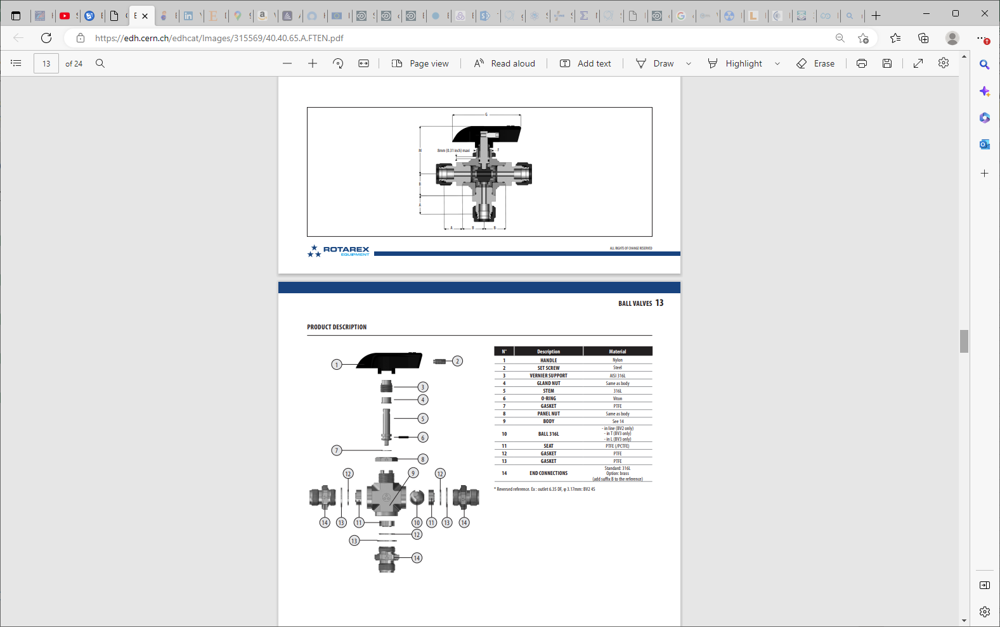 https://edh.cern.ch/edhcat/Images/315569/40.40.65.A.FTEN.pdf
13 of 24
Page view
Read aloud
Add text
Draw
Highlight
Erase
G
M
8mm (0.31 inch) maxi
F
B
A
A B B
ROTAREX
EQUIPMENT
ALL RIGHTS OF CHANGE RESERVED
BALL VALVES 13
PRODUCT DESCRIPTION
1
2
3
4
5
6
7
8
12 9 12
14 13 11 10 11 13 14
12
13
14
N° Description Material
1 HANDLE Nylon
2 SET SCREW Steel
3 VERNIER SUPPORT AISI 316L
4 GLAND NUT Same as body
5 STEM 316L
6 O-RING Viton
7 GASKET PTFE
8 PANEL NUT Same as body
9 BODY See 14
10 BALL 316L - in line (BV2 only)
- in T (BV3 only)
- in L (BV3 only)
11 SEAT PTFE (/PCTFE)
12 GASKET PTFE
13 GASKET PTFE
14 END CONNECTIONS Standard: 316L
Option: brass
(add suffix B to the reference)
* Reversed reference. Ex : outlet 6.35 DF, φ 3.17mm: BV2 4S